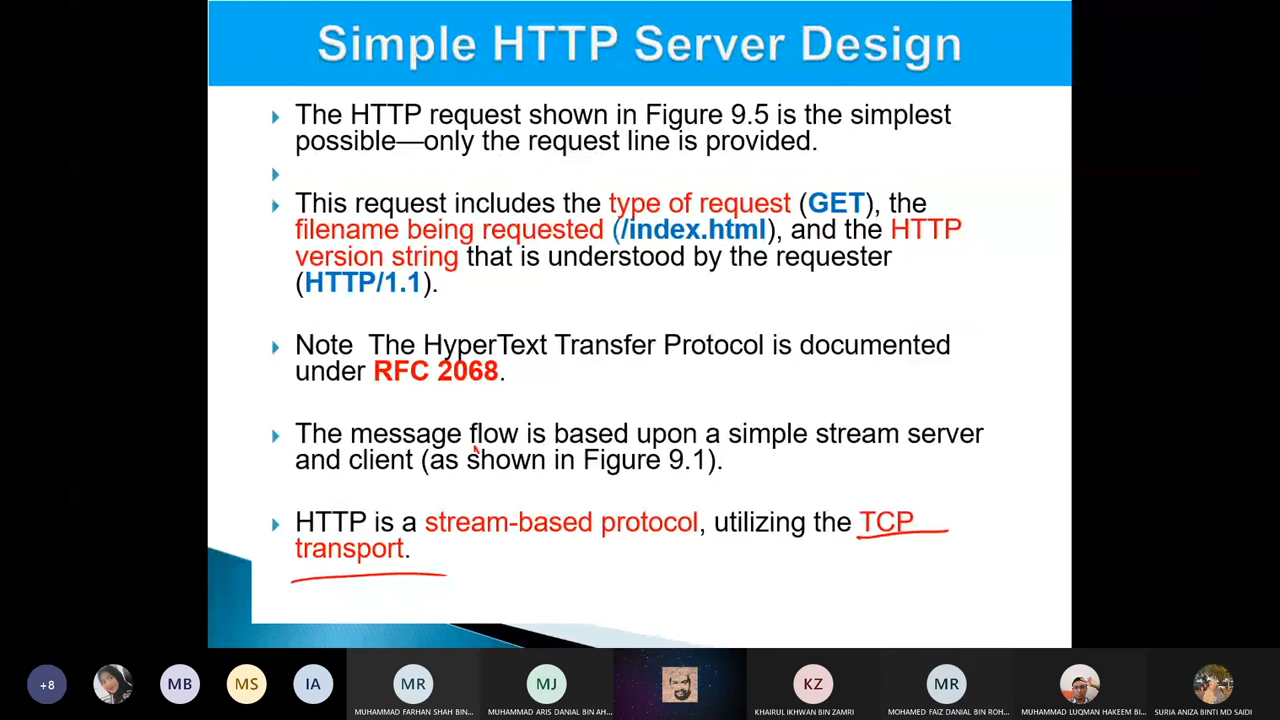 Simple HTTP Server Design
The HTTP request shown in Figure 9.5 is the simplest
possible—only the request line is provided.
This request includes the type of request (GET), the
filename being requested (/index.html), and the HTTP
version string that is understood by the requester
(HTTP/1.1).
Note The HyperText Transfer Protocol is documented
under RFC 2068.
The message flow is based upon a simple stream server
and client (as shown in Figure 9.1).
HTTP is a stream-based protocol, utilizing the TCP
transport.
+8
MB
MS
IA
MR
MJ
KZ
MR
MUHAMMAD FARHAN SHAH BIN...
MUHAMMAD ARIS DANIAL BIN AH...
KHAIRUL IKHWAN BIN ZAMRI
MOHAMED FAIZ DANIAL BIN ROH...
MUHAMMAD LUQMAN HAKEEM BI...
SURIA ANIZA BINTI MD SAIDI